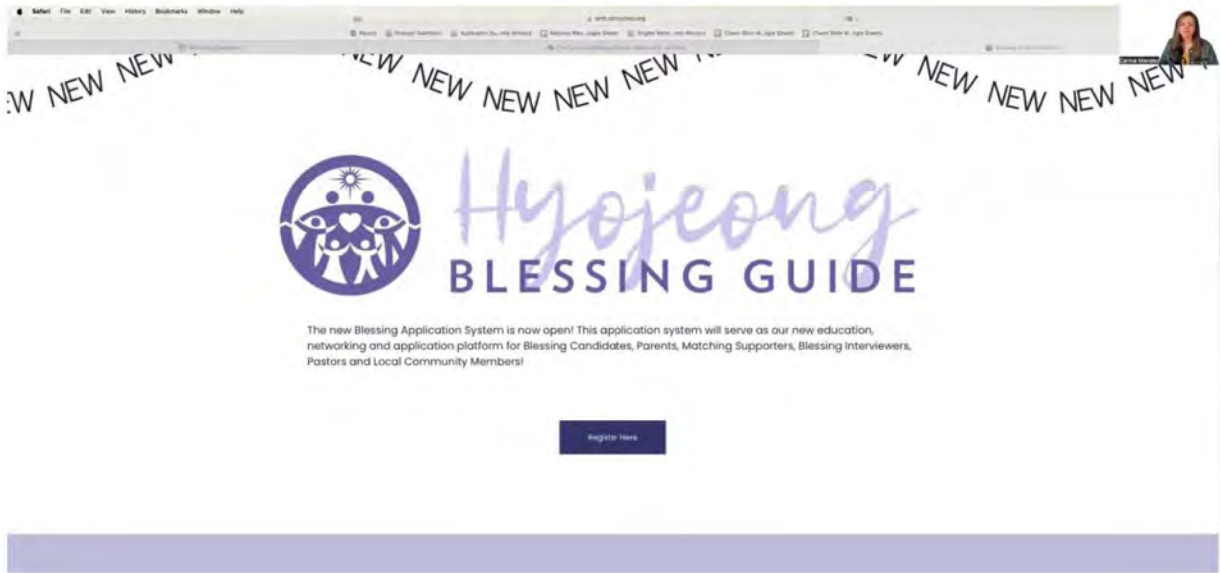 Safari File Edit View History Bookmarks Window Help
Carina Mendez
NEW NEW NEW NEW NEW NEW NEW NEW NEW NEW NEW
Hyojeong
BLESSING GUIDE
The new Blessing Application System is now open! This application system will serve as our new education,
networking and application platform for Blessing Candidates, Parents, Matching Supporters, Blessing Interviewers,
Pastors and Local Community Members!
Register Here